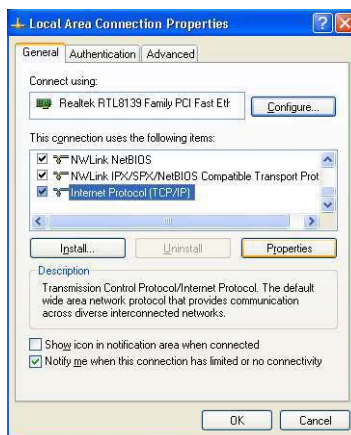 Local Area Connection Properties
General Authentication Advanced
Connect using:
Realtek RTL8139 Family PCI Fast Eth
Configure...
This connection uses the following items:
NWLink NetBIOS
NWLink IPX/SPX/NetBIOS Compatible Transport Prot
Internet Protocol (TCP/IP)
Install... Uninstall Properties
Description
Transmission Control Protocol/Internet Protocol. The default
wide area network protocol that provides communication
across diverse interconnected networks.
Show icon in notification area when connected
Notify me when this connection has limited or no connectivity
OK Cancel